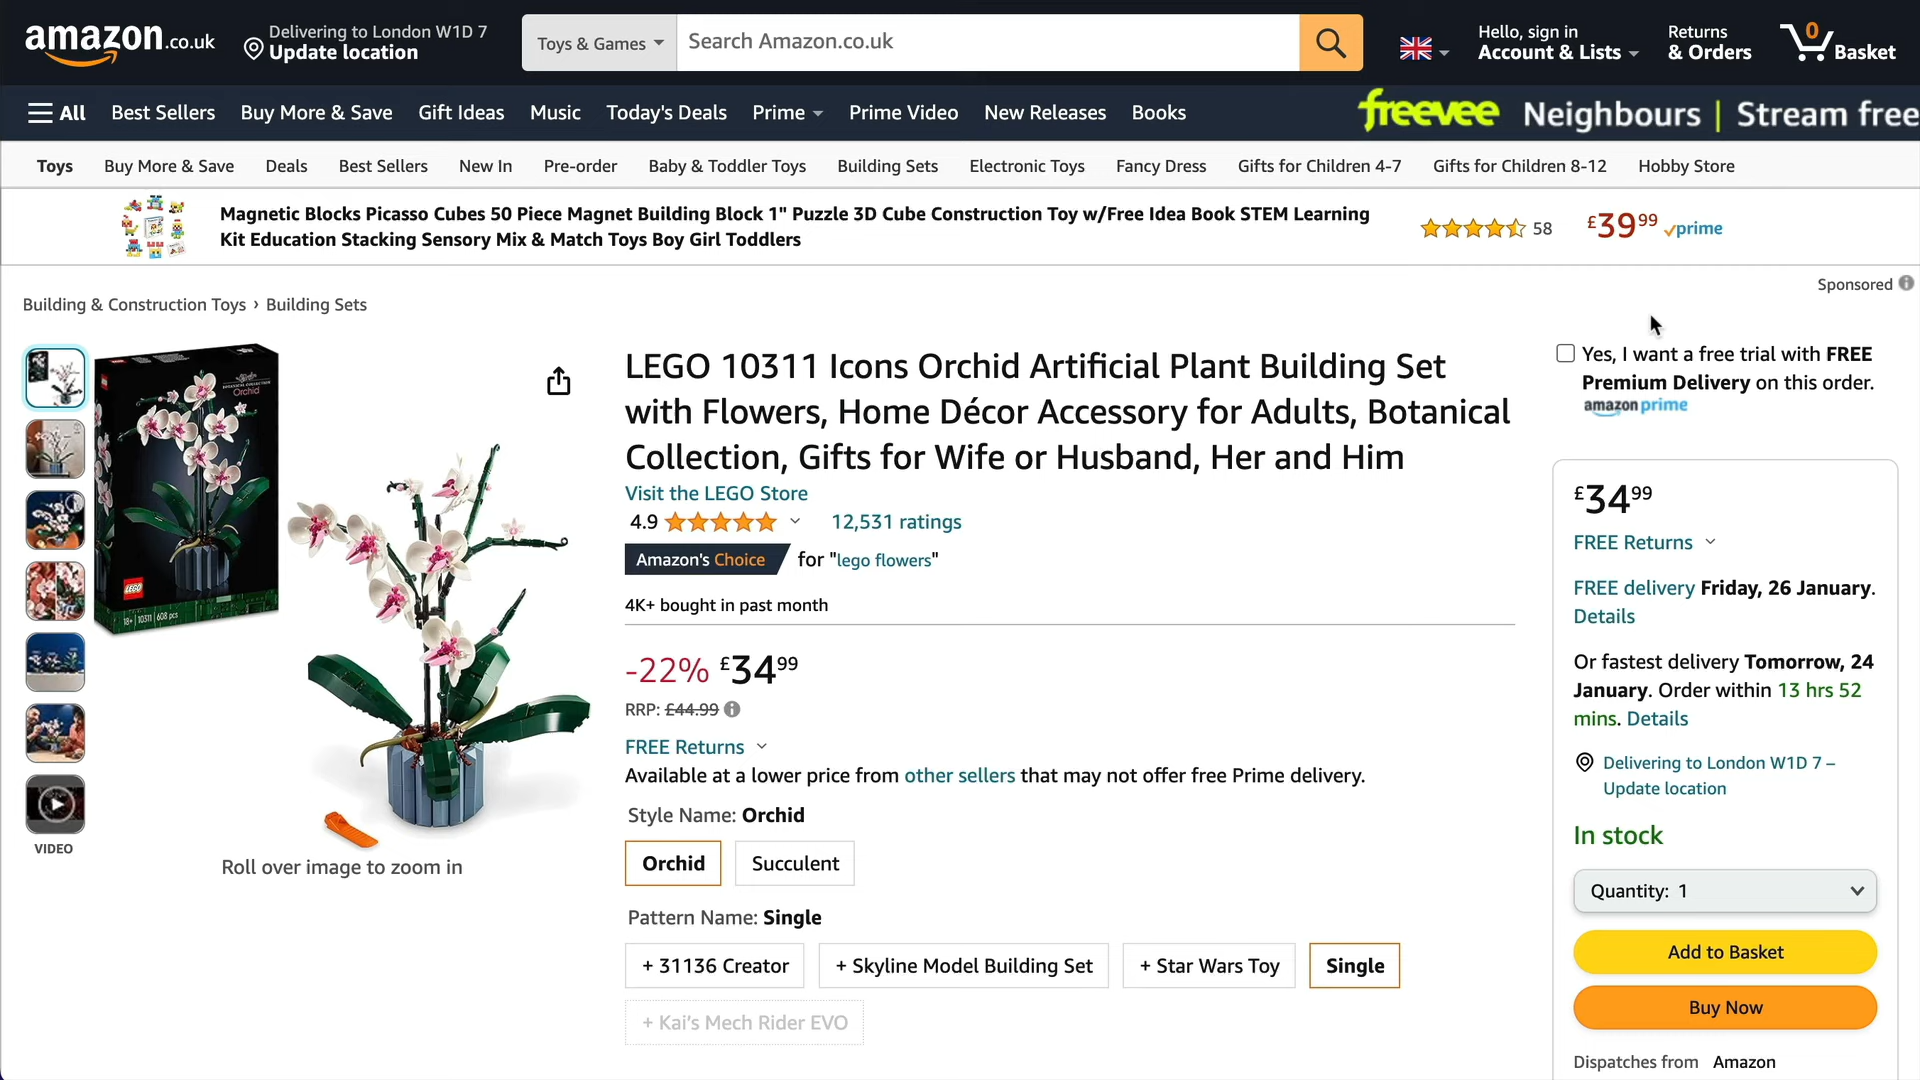 amazon.co.uk
Delivering to London W1D 7
Update location
Toys & Games
Search Amazon.co.uk
Hello, sign in
Account & Lists
Returns
& Orders
0
Basket
All
Best Sellers
Buy More & Save
Gift Ideas
Music
Today's Deals
Prime
Prime Video
New Releases
Books
freevee
Neighbours | Stream free
Toys
Buy More & Save
Deals
Best Sellers
New In
Pre-order
Baby & Toddler Toys
Building Sets
Electronic Toys
Fancy Dress
Gifts for Children 4-7
Gifts for Children 8-12
Hobby Store
Magnetic Blocks Picasso Cubes 50 Piece Magnet Building Block 1" Puzzle 3D Cube Construction Toy w/Free Idea Book STEM Learning
Kit Education Stacking Sensory Mix & Match Toys Boy Girl Toddlers
58
£3999
prime
Sponsored
Building & Construction Toys › Building Sets
Orchid
LEGO
18+ 10311 608 pcs
VIDEO
Roll over image to zoom in
LEGO 10311 Icons Orchid Artificial Plant Building Set
with Flowers, Home Décor Accessory for Adults, Botanical
Collection, Gifts for Wife or Husband, Her and Him
Visit the LEGO Store
4.9
12,531 ratings
Amazon's Choice for "lego flowers"
4K+ bought in past month
-22% £3499
RRP: £44.99
FREE Returns
Available at a lower price from other sellers that may not offer free Prime delivery.
Style Name: Orchid
Orchid
Succulent
Pattern Name: Single
+ 31136 Creator
+ Skyline Model Building Set
+ Star Wars Toy
Single
+ Kai's Mech Rider EVO
Yes, I want a free trial with FREE
Premium Delivery on this order.
amazon prime
£3499
FREE Returns
FREE delivery Friday, 26 January.
Details
Or fastest delivery Tomorrow, 24
January. Order within 13 hrs 52
mins. Details
Delivering to London W1D 7 –
Update location
In stock
Quantity: 1
Add to Basket
Buy Now
Dispatches from Amazon